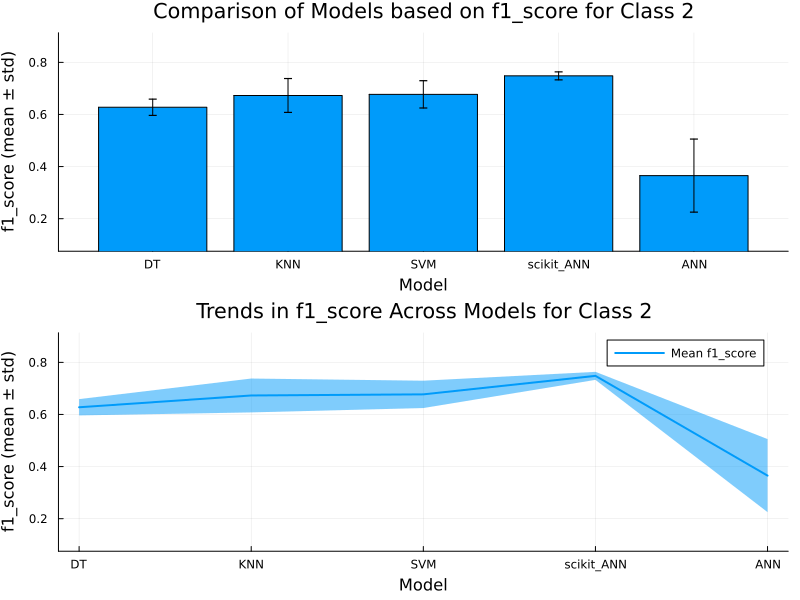 Comparison of Models based on f1_score for Class 2
f1_score (mean ± std)
0.8
0.6
0.4
0.2
DT KNN SVM scikit_ANN ANN
Model
Trends in f1_score Across Models for Class 2
f1_score (mean ± std)
Mean f1_score
0.8
0.6
0.4
0.2
DT KNN SVM scikit_ANN ANN
Model